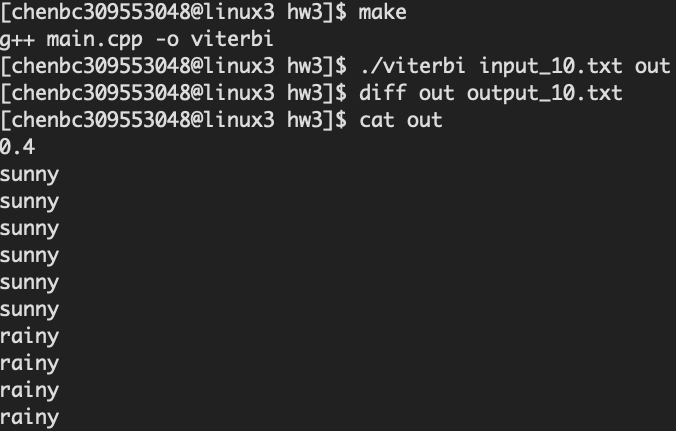 [chenbc309553048@linux3 hw3]$ make
g++ main.cpp -o viterbi
[chenbc309553048@linux3 hw3]$ ./viterbi input_10.txt out
[chenbc309553048@linux3 hw3]$ diff out output_10.txt
[chenbc309553048@linux3 hw3]$ cat out
0.4
sunny
sunny
sunny
sunny
sunny
sunny
rainy
rainy
rainy
rainy